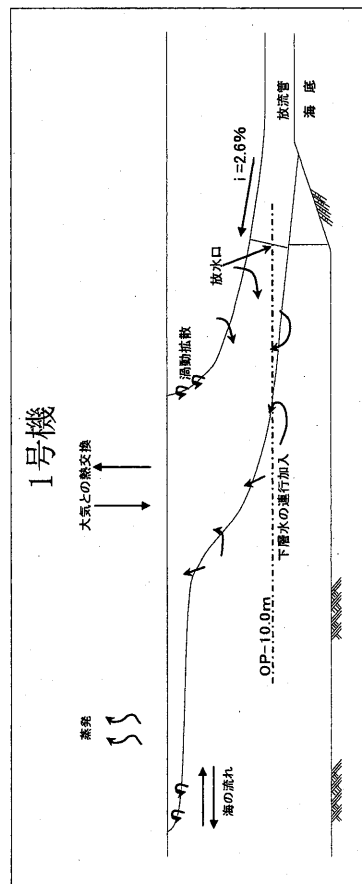 1号機
蒸発
大気との熱交換
渦動拡散
i=2.6%
放流管
海底
放水口
下層水の連行加入
OP-10.0m
海の流れ